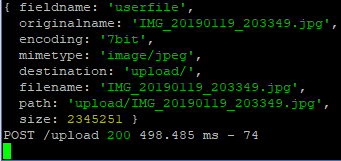 { fieldname: 'userfile',
originalname: 'IMG_20190119_203349.jpg',
encoding: '7bit',
mimetype: 'image/jpeg',
destination: 'upload/',
filename: 'IMG_20190119_203349.jpg',
path: 'upload/IMG_20190119_203349.jpg',
size: 2345251 }
POST /upload 200 498.485 ms - 74